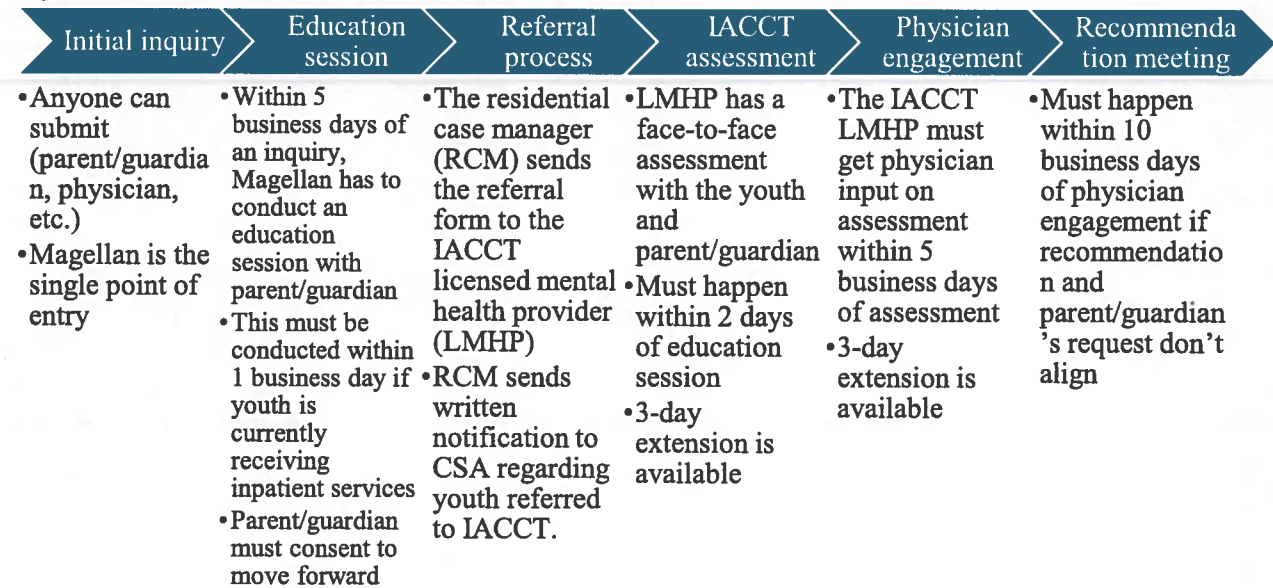 Initial inquiry
Education
session
Referral
process
IACCT
assessment
Physician
engagement
Recommenda
tion meeting
•Anyone can
submit
(parent/guardia
n, physician,
etc.)
•Magellan is the
single point of
entry
•Within 5
business days of
an inquiry,
Magellan has to
conduct an
education
session with
parent/guardian
•This must be
conducted within
1 business day if
youth is
currently
receiving
inpatient services
•Parent/guardian
must consent to
move forward
•The residential
case manager
(RCM) sends
the referral
form to the
IACCT
licensed mental
health provider
(LMHP)
•RCM sends
written
notification to
CSA regarding
youth referred
to IACCT.
•LMHP has a
face-to-face
assessment
with the youth
and
parent/guardian
•Must happen
within 2 days
of education
session
•3-day
extension is
available
•The IACCT
LMHP must
get physician
input on
assessment
within 5
business days
of assessment
•3-day
extension is
available
•Must happen
within 10
business days
of physician
engagement if
recommendatio
n and
parent/guardian
's request don't
align